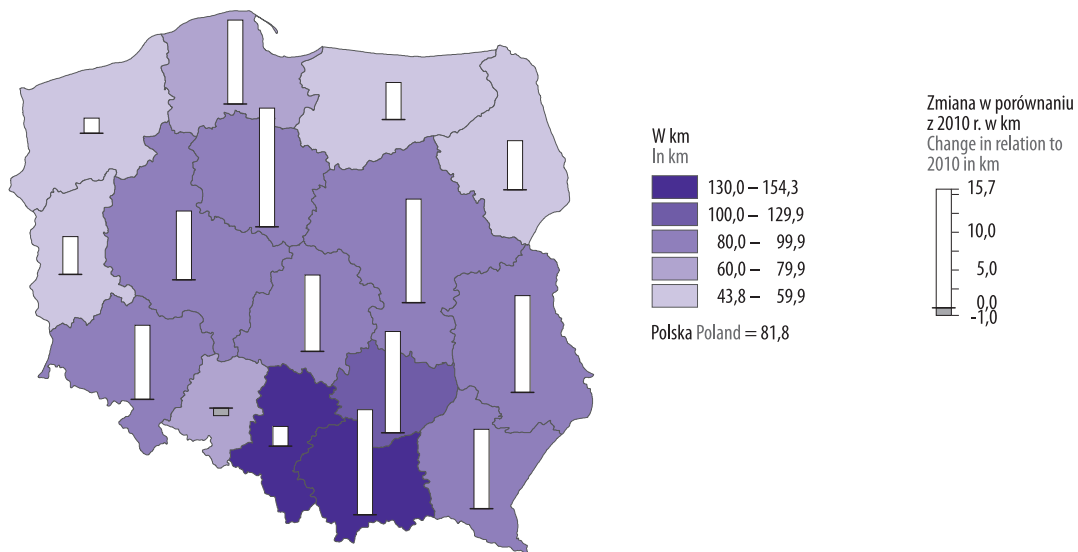 W km
In km
130,0 – 154,3
100,0 – 129,9
80,0 – 99,9
60,0 – 79,9
43,8 – 59,9
Polska Poland = 81,8
Zmiana w porównaniu
z 2010 r. w km
Change in relation to
2010 in km
15,7
10,0
5,0
0,0
-1,0